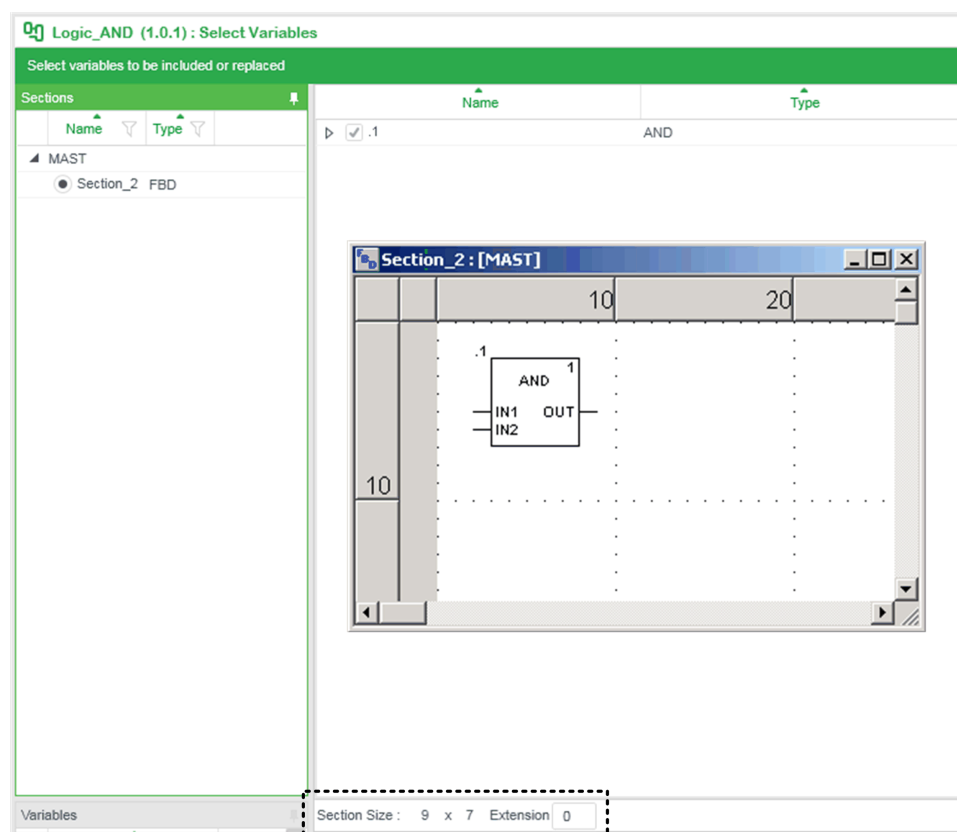 Logic_AND (1.0.1) : Select Variables
Select variables to be included or replaced
Sections
Name Type
MAST
Section_2 FBD
Name Type
.1 AND
Section_2 : [MAST]
10 20
.1
1
AND
IN1 OUT
IN2
10
Variables
Section Size : 9 x 7 Extension 0